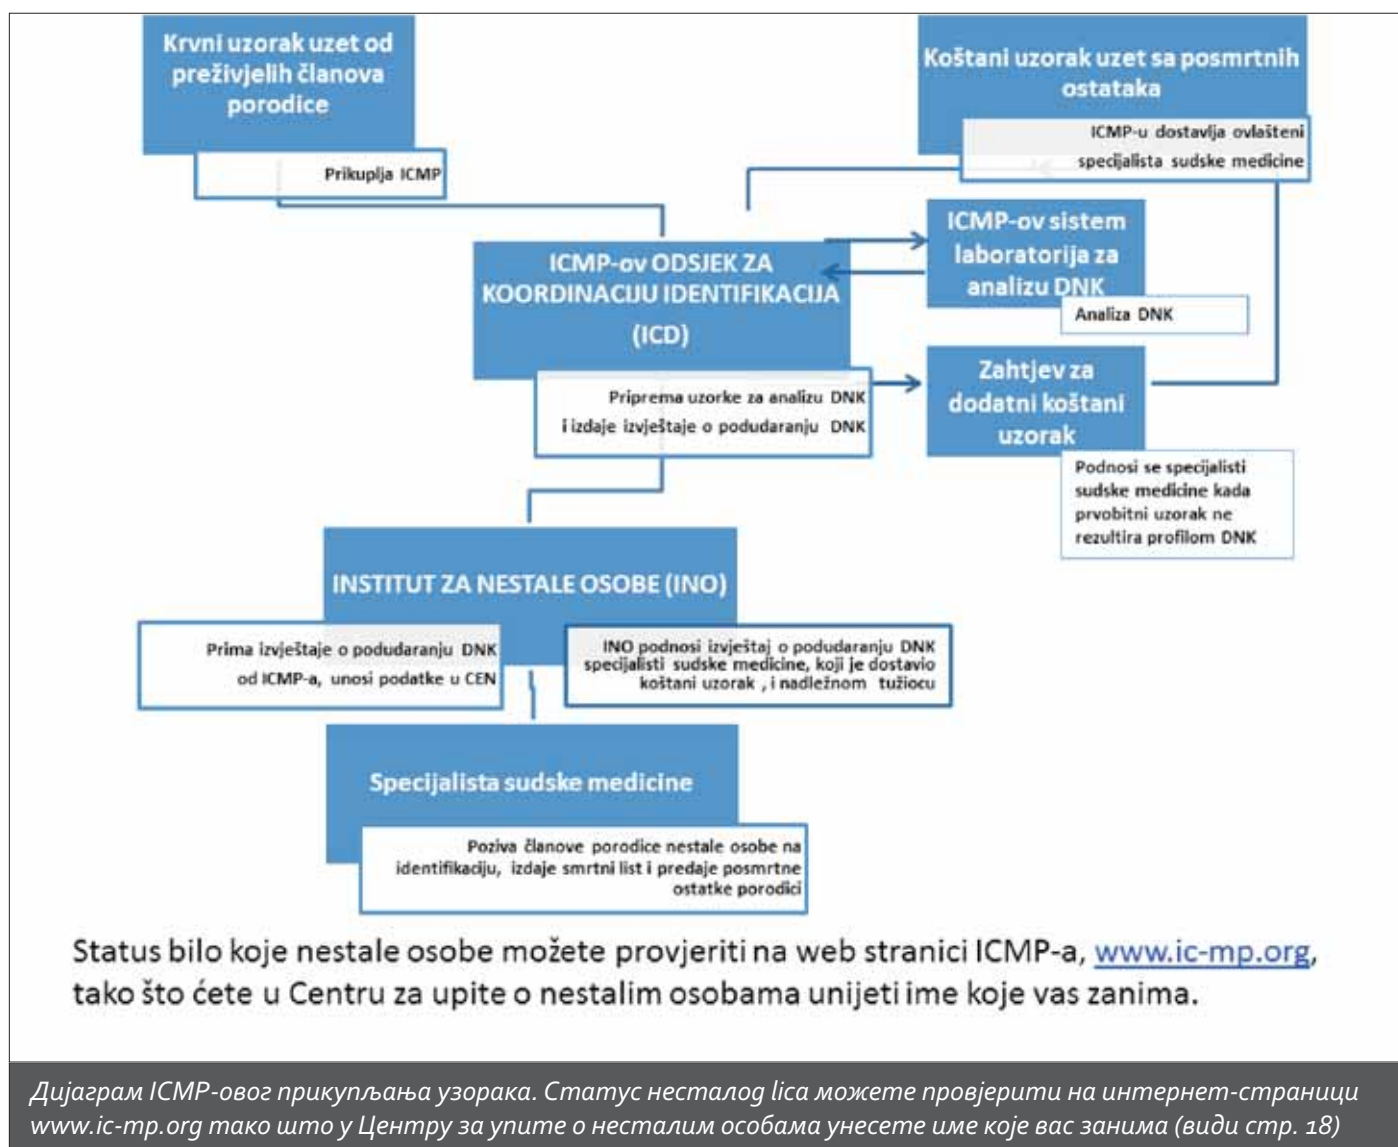 Krvni uzorak uzet od
preživjelih članova
porodice
Prikuplja ICMP
Koštani uzorak uzet sa posmrtnih
ostataka
ICMP-u dostavlja ovlašteni
specijalista sudske medicine
ICMP-ov ODSJEK ZA
KOORDINACIJU IDENTIFIKACIJA
(ICD)
Priprema uzorke za analizu DNK
i izdaje izvještaje o podudaranju DNK
ICMP-ov sistem
laboratorija za
analizu DNK
Analiza DNK
Zahtjev za
dodatni koštani
uzorak
Podnosi se specijalisti
sudske medicine kada
prvobitni uzorak ne
rezultira profilom DNK
INSTITUT ZA NESTALE OSOBE (INO)
Prima izvještaje o podudaranju DNK
od ICMP-a, unosi podatke u CEN
INO podnosi izvještaj o podudaranju DNK
specijalisti sudske medicine, koji je dostavio
koštani uzorak , i nadležnom tužiocu
Specijalista sudske medicine
Poziva članove porodice nestale osobe na
identifikaciju, izdaje smrtni list i predaje posmrtne
ostatke porodici
Status bilo koje nestale osobe možete provjeriti na web stranici ICMP-a, www.ic-mp.org,
tako što ćete u Centru za upite o nestalim osobama unijeti ime koje vas zanima.
Дијаграм ICMP-овог прикупљања узорака. Статус несталог lica можете провјерити на интернет-страници
www.ic-mp.org тако што у Центру за упите о несталим особама унесете име које вас занима (види стр. 18)